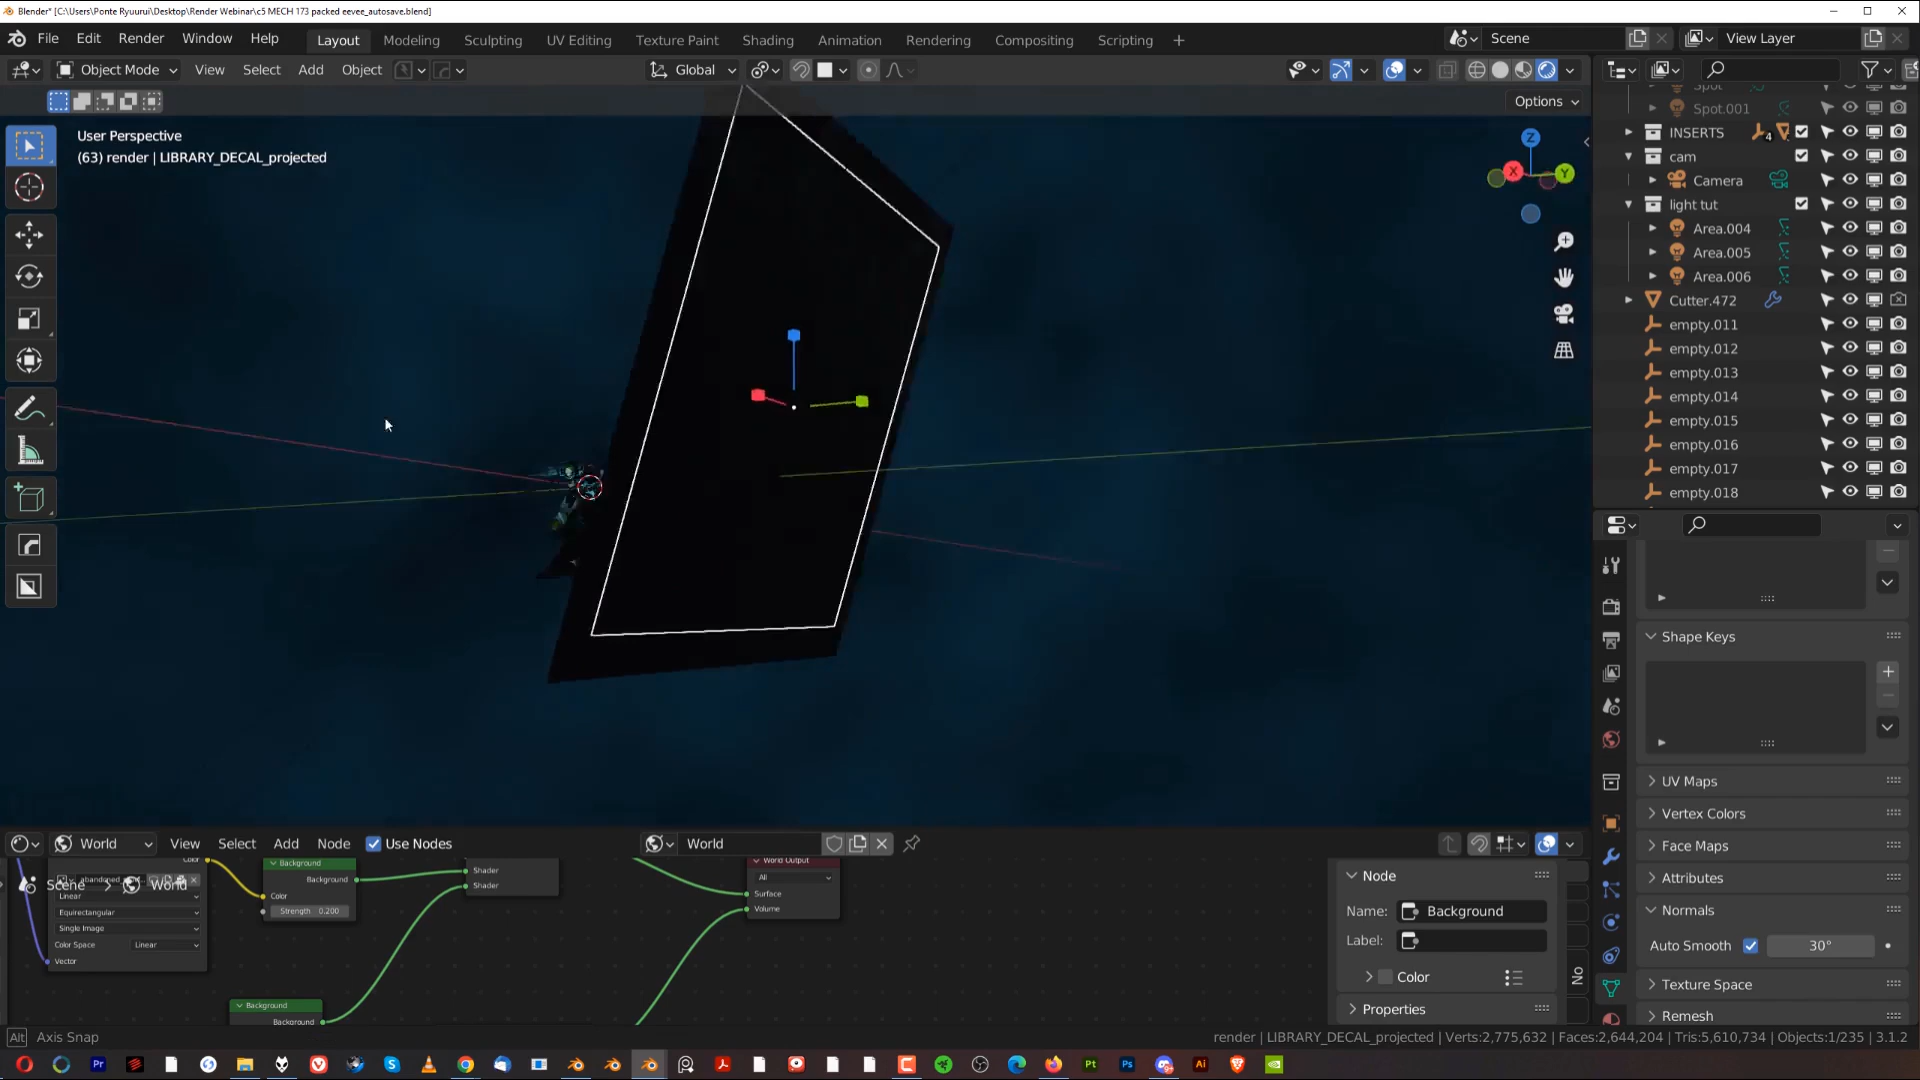 Blender* [C:\Users\Ponte Ryuurui\Desktop\Render Webinar\c5 MECH 173 packed eevee_autosave.blend]
File Edit Render Window Help Layout Modeling Sculpting UV Editing Texture Paint Shading Animation Rendering Compositing Scripting + Scene View Layer
Object Mode View Select Add Object Global
Options
User Perspective
(63) render | LIBRARY_DECAL_projected
Z
X
Y
Spot
Spot.001
INSERTS 4
cam
Camera
light tut
Area.004
Area.005
Area.006
Cutter.472
empty.011
empty.012
empty.013
empty.014
empty.015
empty.016
empty.017
empty.018
Shape Keys
UV Maps
Vertex Colors
Face Maps
Attributes
Normals
Auto Smooth 30°
Texture Space
Remesh
World View Select Add Node Use Nodes World
Scene World
Color
Linear
Equirectangular
Single Image
Color Space Linear
Vector
Background
Background
Color
Strength 0.200
Background
Background
Shader
Shader
World Output
All
Surface
Volume
Node
Name: Background
Label:
Color
Properties
No
Alt Axis Snap
render | LIBRARY_DECAL_projected | Verts:2,775,632 | Faces:2,644,204 | Tris:5,610,734 | Objects:1/235 | 3.1.2